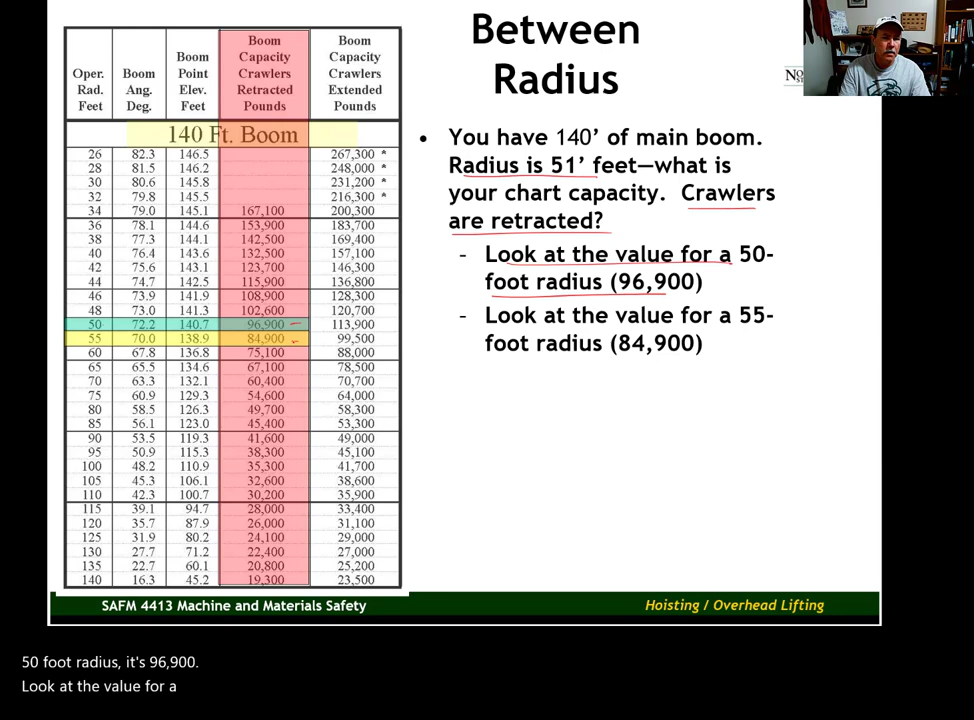 Between
Radius
No
Oper.
Rad.
Feet
Boom
Ang.
Deg.
Boom
Point
Elev.
Feet
Boom
Capacity
Crawlers
Retracted
Pounds
Boom
Capacity
Crawlers
Extended
Pounds
140 Ft. Boom
26 82.3 146.5 267,300 *
28 81.5 146.2 248,000 *
30 80.6 145.8 231,200 *
32 79.8 145.5 216,300 *
34 79.0 145.1 167,100 200,300
36 78.1 144.6 153,900 183,700
38 77.3 144.1 142,500 169,400
40 76.4 143.6 132,500 157,100
42 75.6 143.1 123,700 146,300
44 74.7 142.5 115,900 136,800
46 73.9 141.9 108,900 128,300
48 73.0 141.3 102,600 120,700
50 72.2 140.7 96,900 113,900
55 70.0 138.9 84,900 99,500
60 67.8 136.8 75,100 88,000
65 65.5 134.6 67,100 78,500
70 63.3 132.1 60,400 70,700
75 60.9 129.3 54,600 64,000
80 58.5 126.3 49,700 58,300
85 56.1 123.0 45,400 53,300
90 53.5 119.3 41,600 49,000
95 50.9 115.3 38,300 45,100
100 48.2 110.9 35,300 41,700
105 45.3 106.1 32,600 38,600
110 42.3 100.7 30,200 35,900
115 39.1 94.7 28,000 33,400
120 35.7 87.9 26,000 31,100
125 31.9 80.2 24,100 29,000
130 27.7 71.2 22,400 27,000
135 22.7 60.1 20,800 25,200
140 16.3 45.2 19,300 23,500
• You have 140’ of main boom.
Radius is 51’ feet—what is
your chart capacity. Crawlers
are retracted?
- Look at the value for a 50-
foot radius (96,900)
- Look at the value for a 55-
foot radius (84,900)
SAFM 4413 Machine and Materials Safety
Hoisting / Overhead Lifting
50 foot radius, it's 96,900.
Look at the value for a